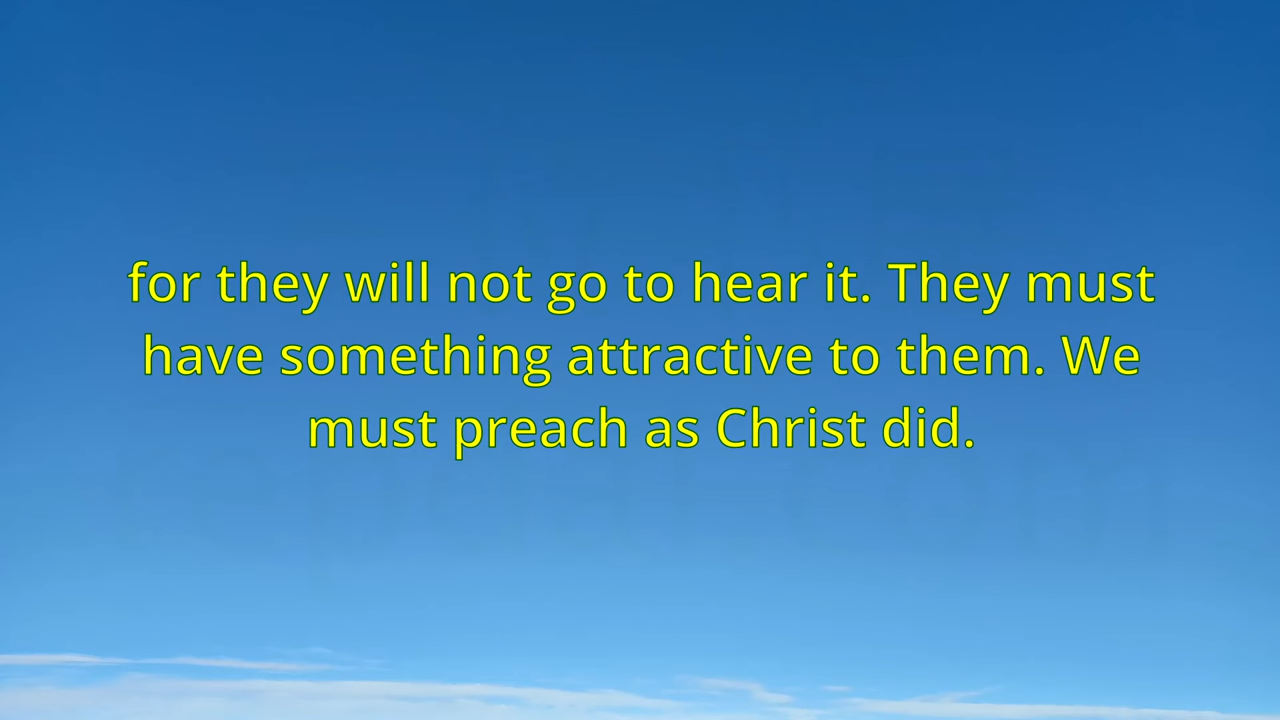 for they will not go to hear it. They must
have something attractive to them. We
must preach as Christ did.